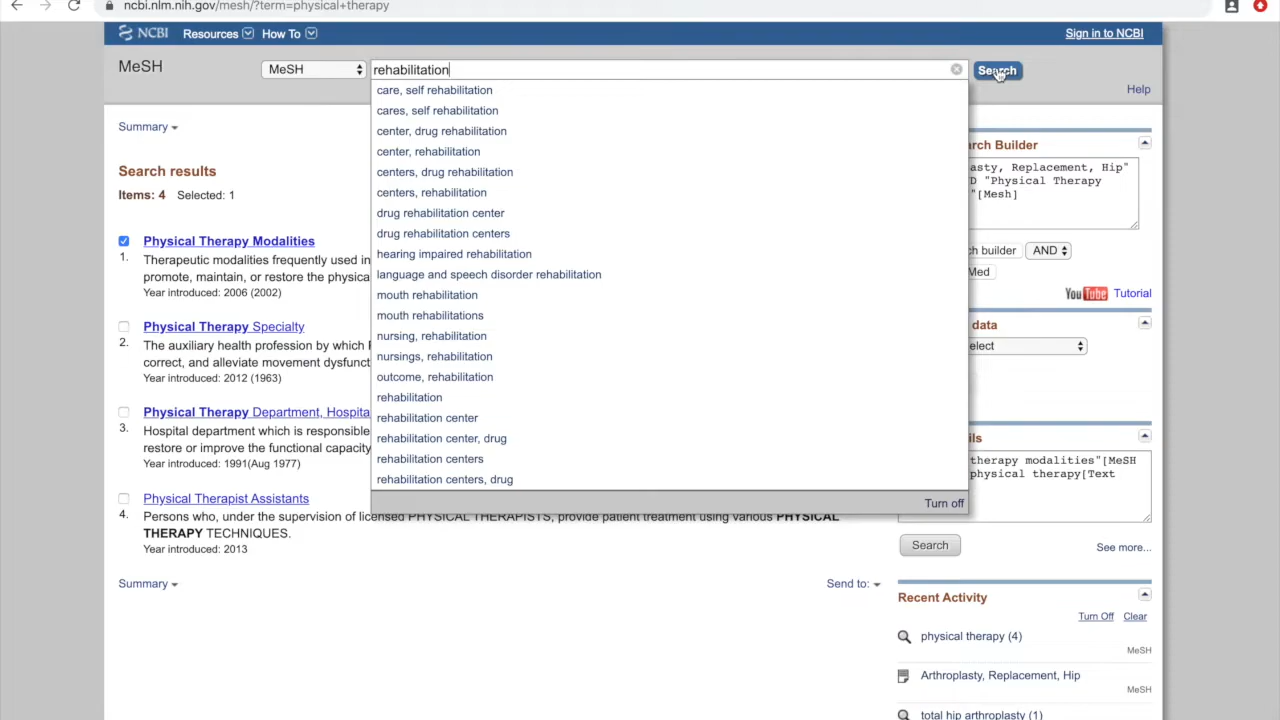 ncbi.nlm.nih.gov/mesh/?term=physical+therapy
NCBI Resources How To Sign in to NCBI
MeSH MeSH rehabilitation Search
Help
care, self rehabilitation
cares, self rehabilitation
center, drug rehabilitation
center, rehabilitation
centers, drug rehabilitation
centers, rehabilitation
drug rehabilitation center
drug rehabilitation centers
hearing impaired rehabilitation
language and speech disorder rehabilitation
mouth rehabilitation
mouth rehabilitations
nursing, rehabilitation
nursings, rehabilitation
outcome, rehabilitation
rehabilitation
rehabilitation center
rehabilitation center, drug
rehabilitation centers
rehabilitation centers, drug
Turn off
Summary
Search results
Items: 4 Selected: 1
Physical Therapy Modalities
1. Therapeutic modalities frequently used in
promote, maintain, or restore the physica
Year introduced: 2006 (2002)
Physical Therapy Specialty
2. The auxiliary health profession by which
correct, and alleviate movement dysfunct
Year introduced: 2012 (1963)
Physical Therapy Department, Hospita
3. Hospital department which is responsible
restore or improve the functional capacity
Year introduced: 1991(Aug 1977)
Physical Therapist Assistants
4. Persons who, under the supervision of licensed PHYSICAL THERAPISTS, provide patient treatment using various PHYSICAL
THERAPY TECHNIQUES.
Year introduced: 2013
Summary Send to:
rch Builder
asty, Replacement, Hip"
D "Physical Therapy
"[Mesh]
ch builder AND
Med
YouTube Tutorial
data
elect
ils
therapy modalities"[MeSH
physical therapy[Text
Search See more...
Recent Activity
Turn Off Clear
physical therapy (4)
MeSH
Arthroplasty, Replacement, Hip
MeSH
total hip arthroplasty (1)